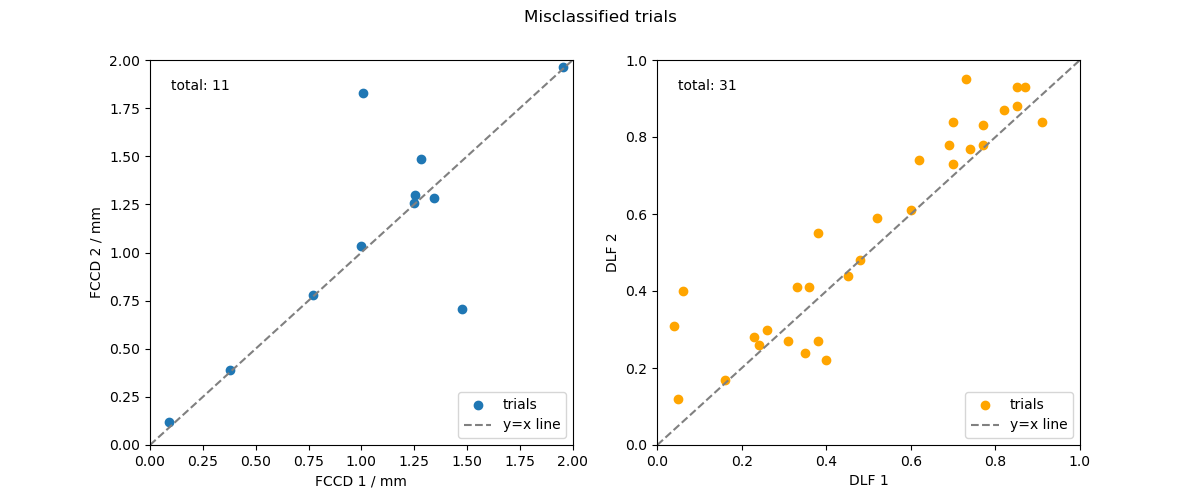 Misclassified trials
total: 11
2.00
1.75
1.50
1.25
1.00
0.75
0.50
0.25
0.00
FCCD 2 / mm
0.00 0.25 0.50 0.75 1.00 1.25 1.50 1.75 2.00
FCCD 1 / mm
trials
y=x line
total: 31
1.0
0.8
0.6
0.4
0.2
0.0
DLF 2
0.0 0.2 0.4 0.6 0.8 1.0
DLF 1
trials
y=x line